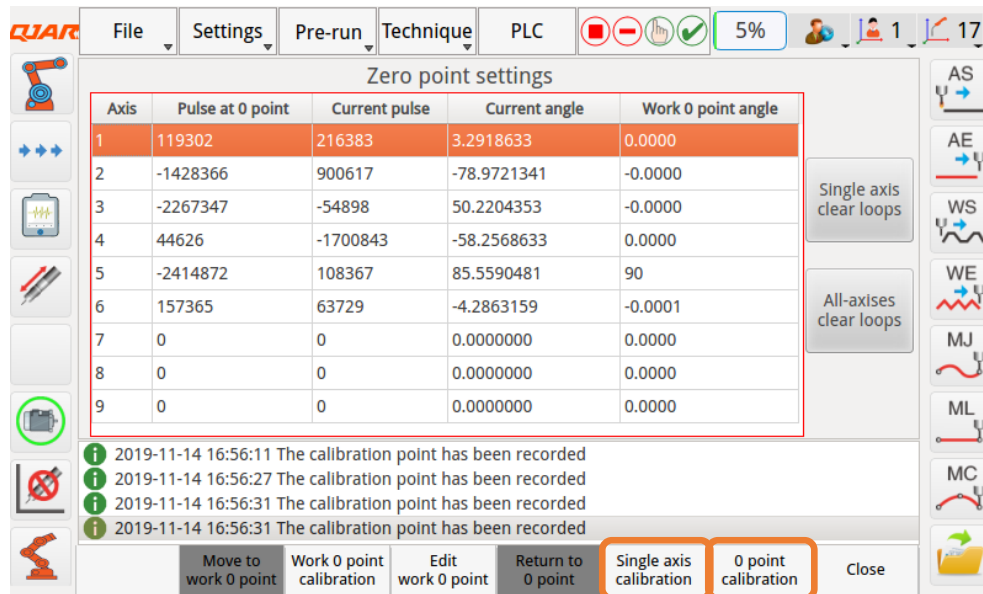 QJAR File Settings Pre-run Technique PLC 5% 1 17
Zero point settings
Axis Pulse at 0 point Current pulse Current angle Work 0 point angle
1 119302 216383 3.2918633 0.0000
2 -1428366 900617 -78.9721341 -0.0000
3 -2267347 -54898 50.2204353 -0.0000
4 44626 -1700843 -58.2568633 0.0000
5 -2414872 108367 85.5590481 90
6 157365 63729 -4.2863159 -0.0001
7 0 0 0.0000000 0.0000
8 0 0 0.0000000 0.0000
9 0 0 0.0000000 0.0000
Single axis
clear loops
All-axises
clear loops
AS
AE
WS
WE
MJ
ML
MC
2019-11-14 16:56:11 The calibration point has been recorded
2019-11-14 16:56:27 The calibration point has been recorded
2019-11-14 16:56:31 The calibration point has been recorded
2019-11-14 16:56:31 The calibration point has been recorded
Move to
work 0 point
Work 0 point
calibration
Edit
work 0 point
Return to
0 point
Single axis
calibration
0 point
calibration
Close